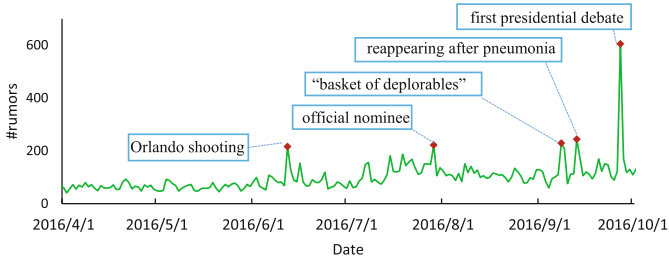 first presidential debate
reappearing after pneumonia
“basket of deplorables”
official nominee
Orlando shooting
#rumors
600
400
200
0
2016/4/1 2016/5/1 2016/6/1 2016/7/1 2016/8/1 2016/9/1 2016/10/1
Date